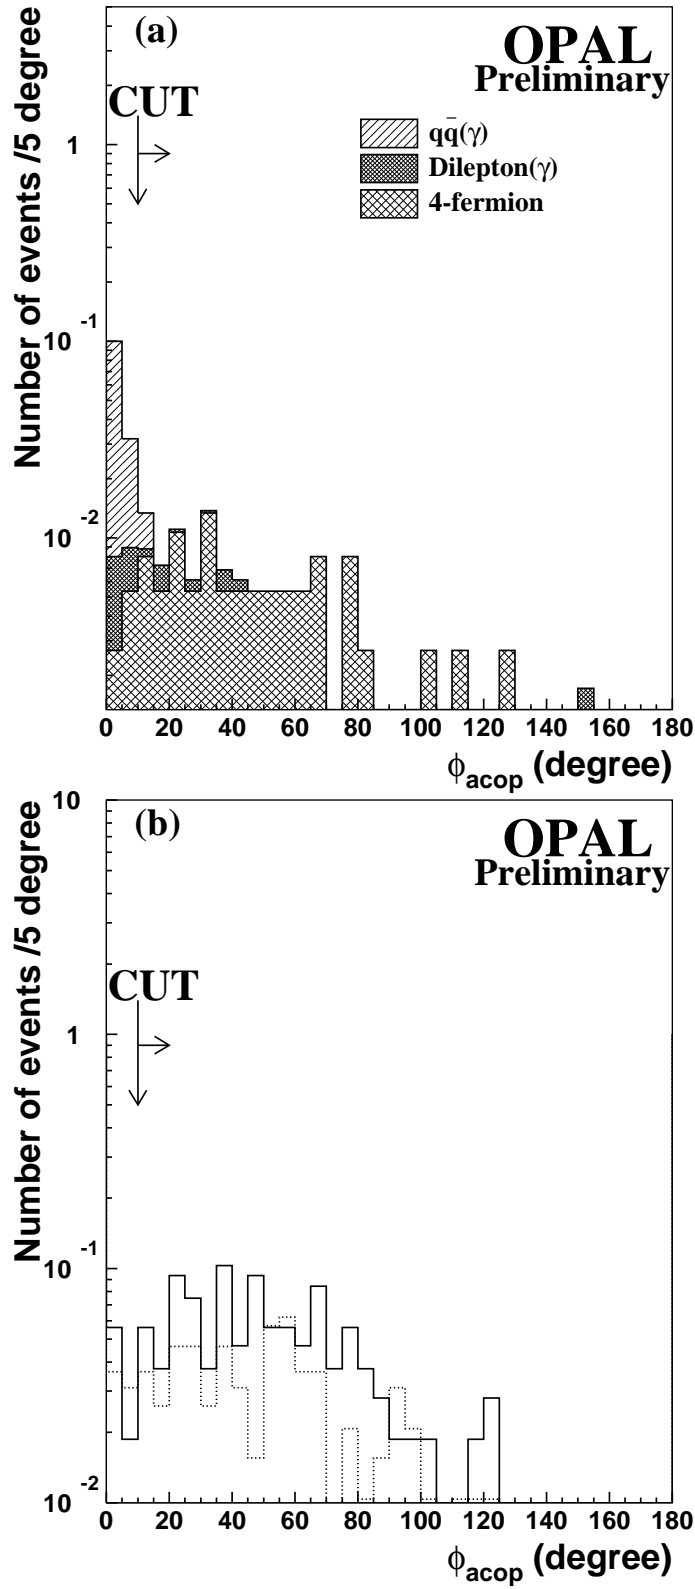 (a)
OPAL
Preliminary
CUT
qq̄(γ)
Dilepton(γ)
4-fermion
Number of events /5 degree
1
10 -1
10 -2
0 20 40 60 80 100 120 140 160 180
ϕacop (degree)
(b)
OPAL
Preliminary
CUT
Number of events /5 degree
10
1
10 -1
10 -2
0 20 40 60 80 100 120 140 160 180
ϕacop (degree)